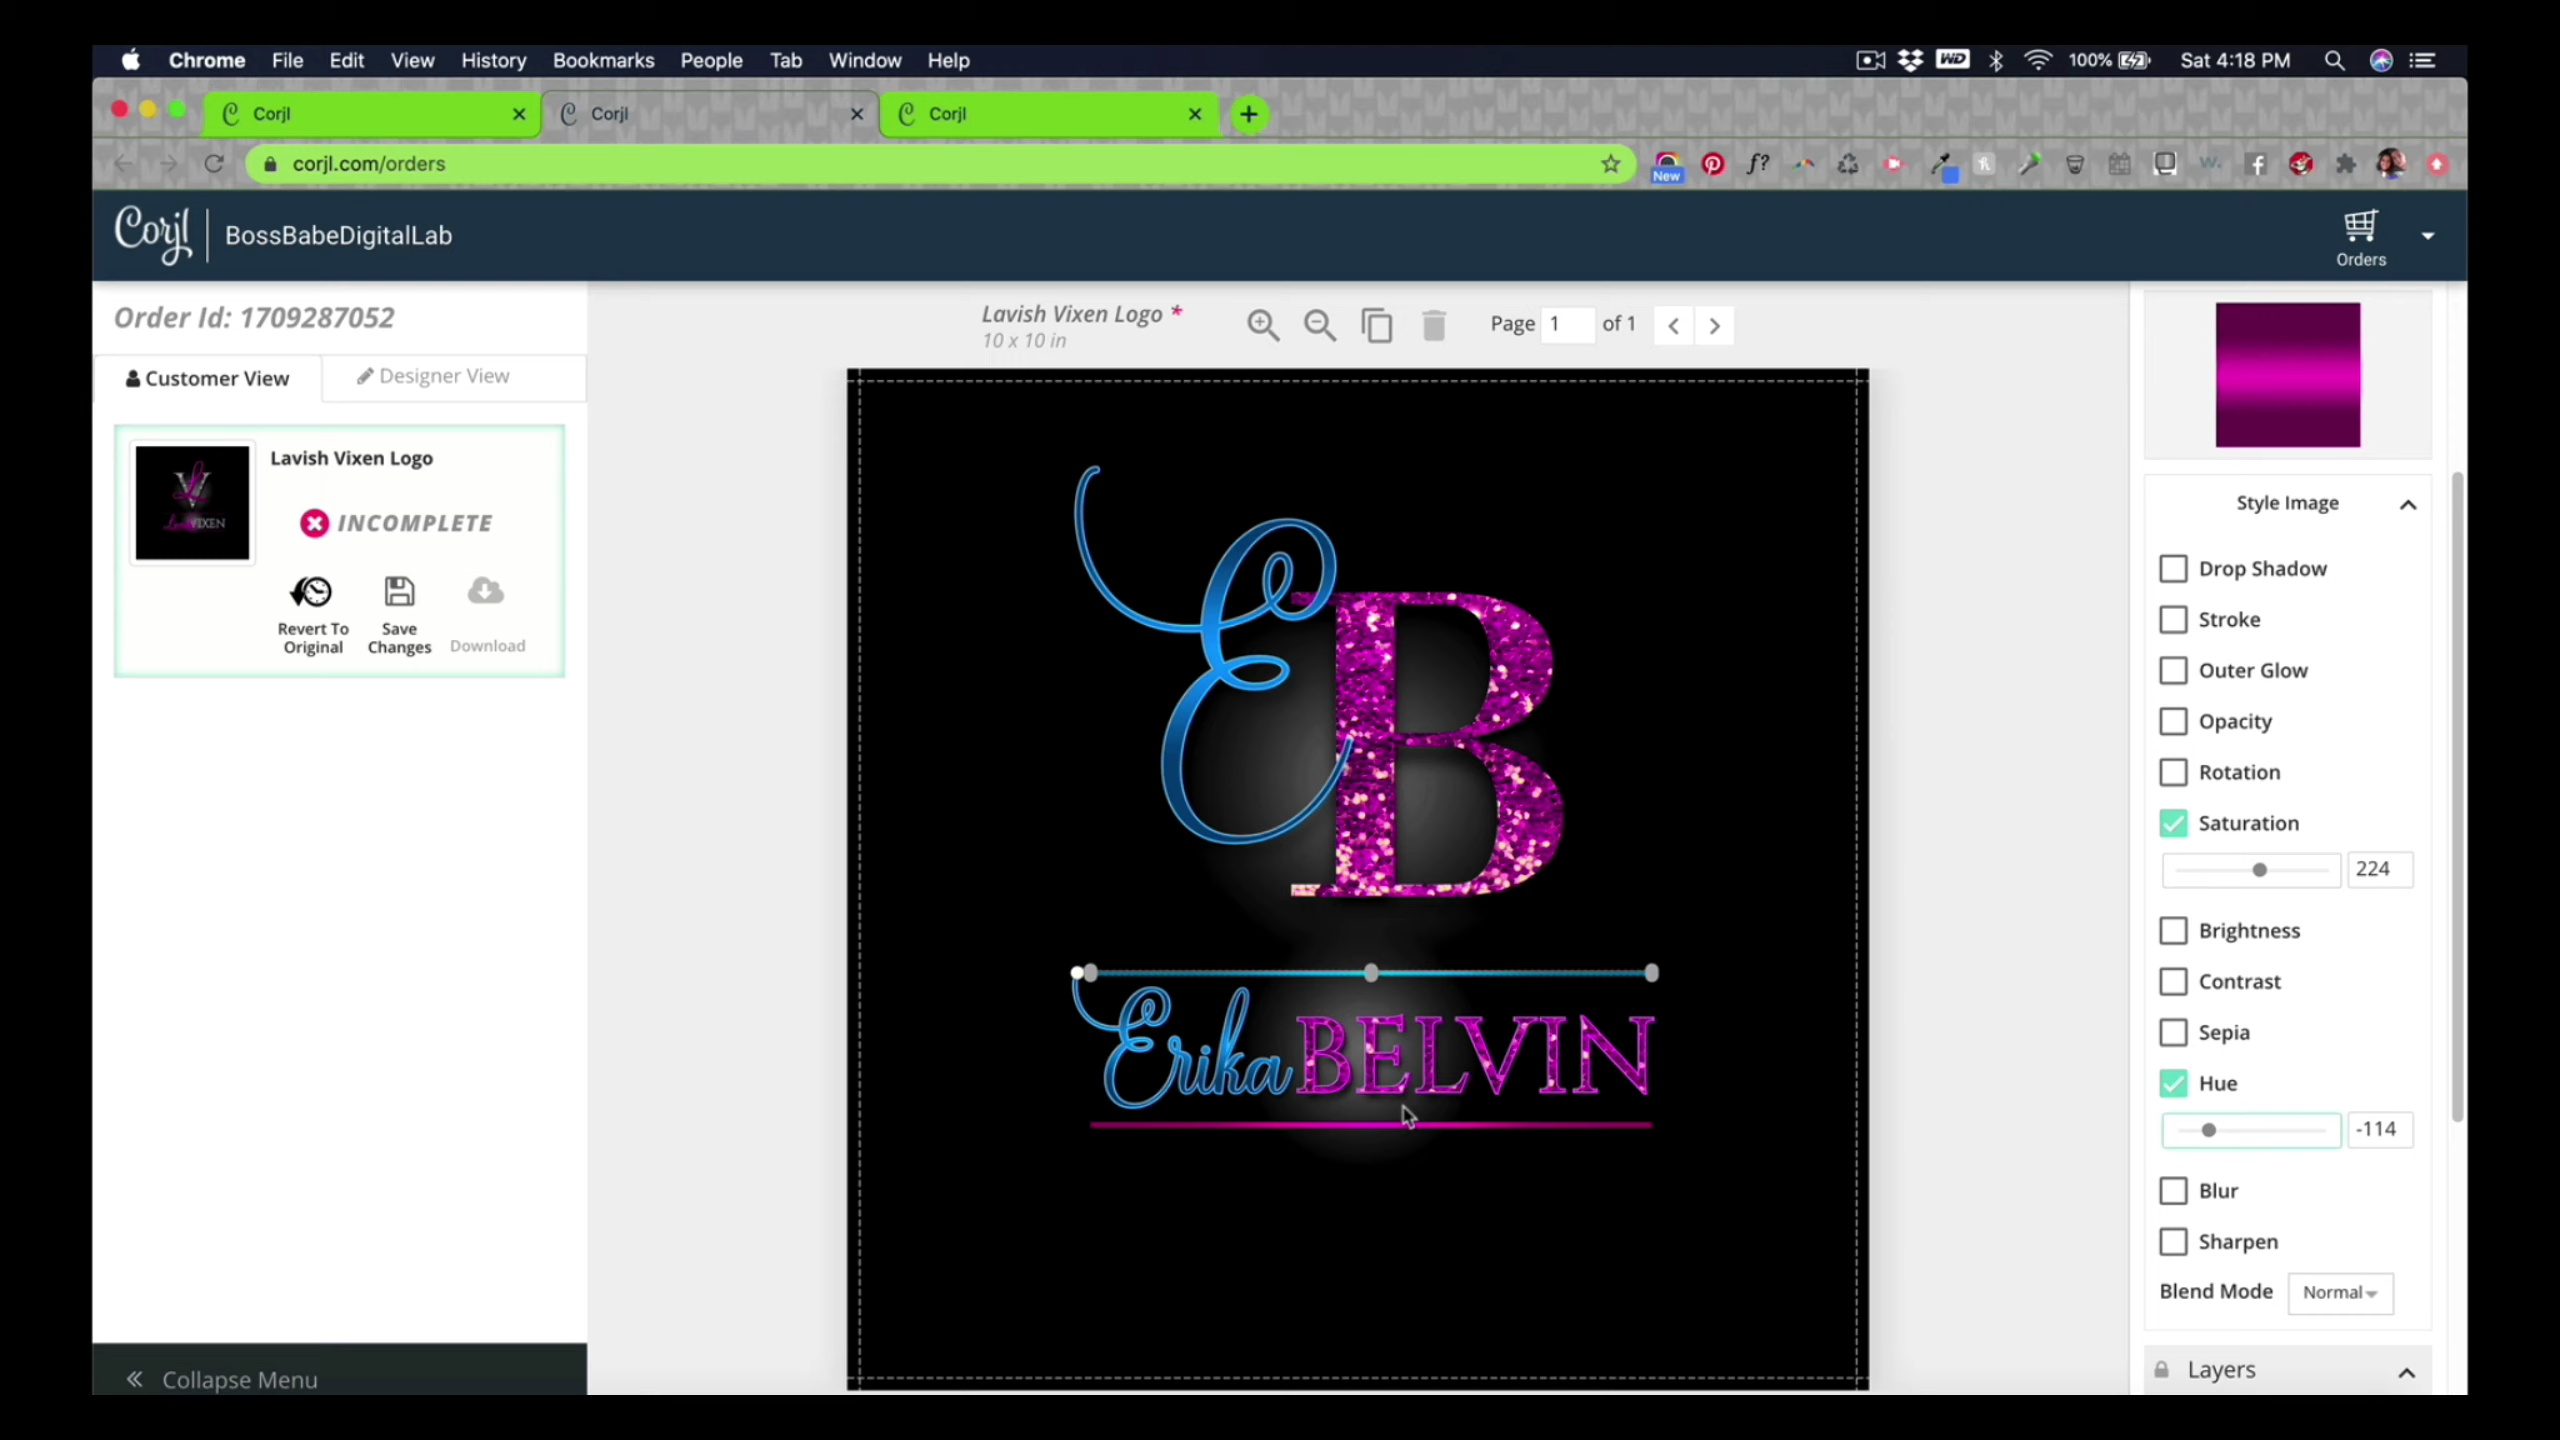 Chrome File Edit View History Bookmarks People Tab Window Help
WD 100% Sat 4:18 PM
Corjl Corjl Corjl
corjl.com/orders
New f? W.
Corjl BossBabeDigitalLab
Orders
Order Id: 1709287052
Customer View Designer View
Lavish Vixen Logo
INCOMPLETE
Revert To Original Save Changes Download
Collapse Menu
Lavish Vixen Logo *
10 x 10 in
Page 1 of 1
EB
Erika BELVIN
Style Image
Drop Shadow
Stroke
Outer Glow
Opacity
Rotation
Saturation
224
Brightness
Contrast
Sepia
Hue
-114
Blur
Sharpen
Blend Mode Normal
Layers